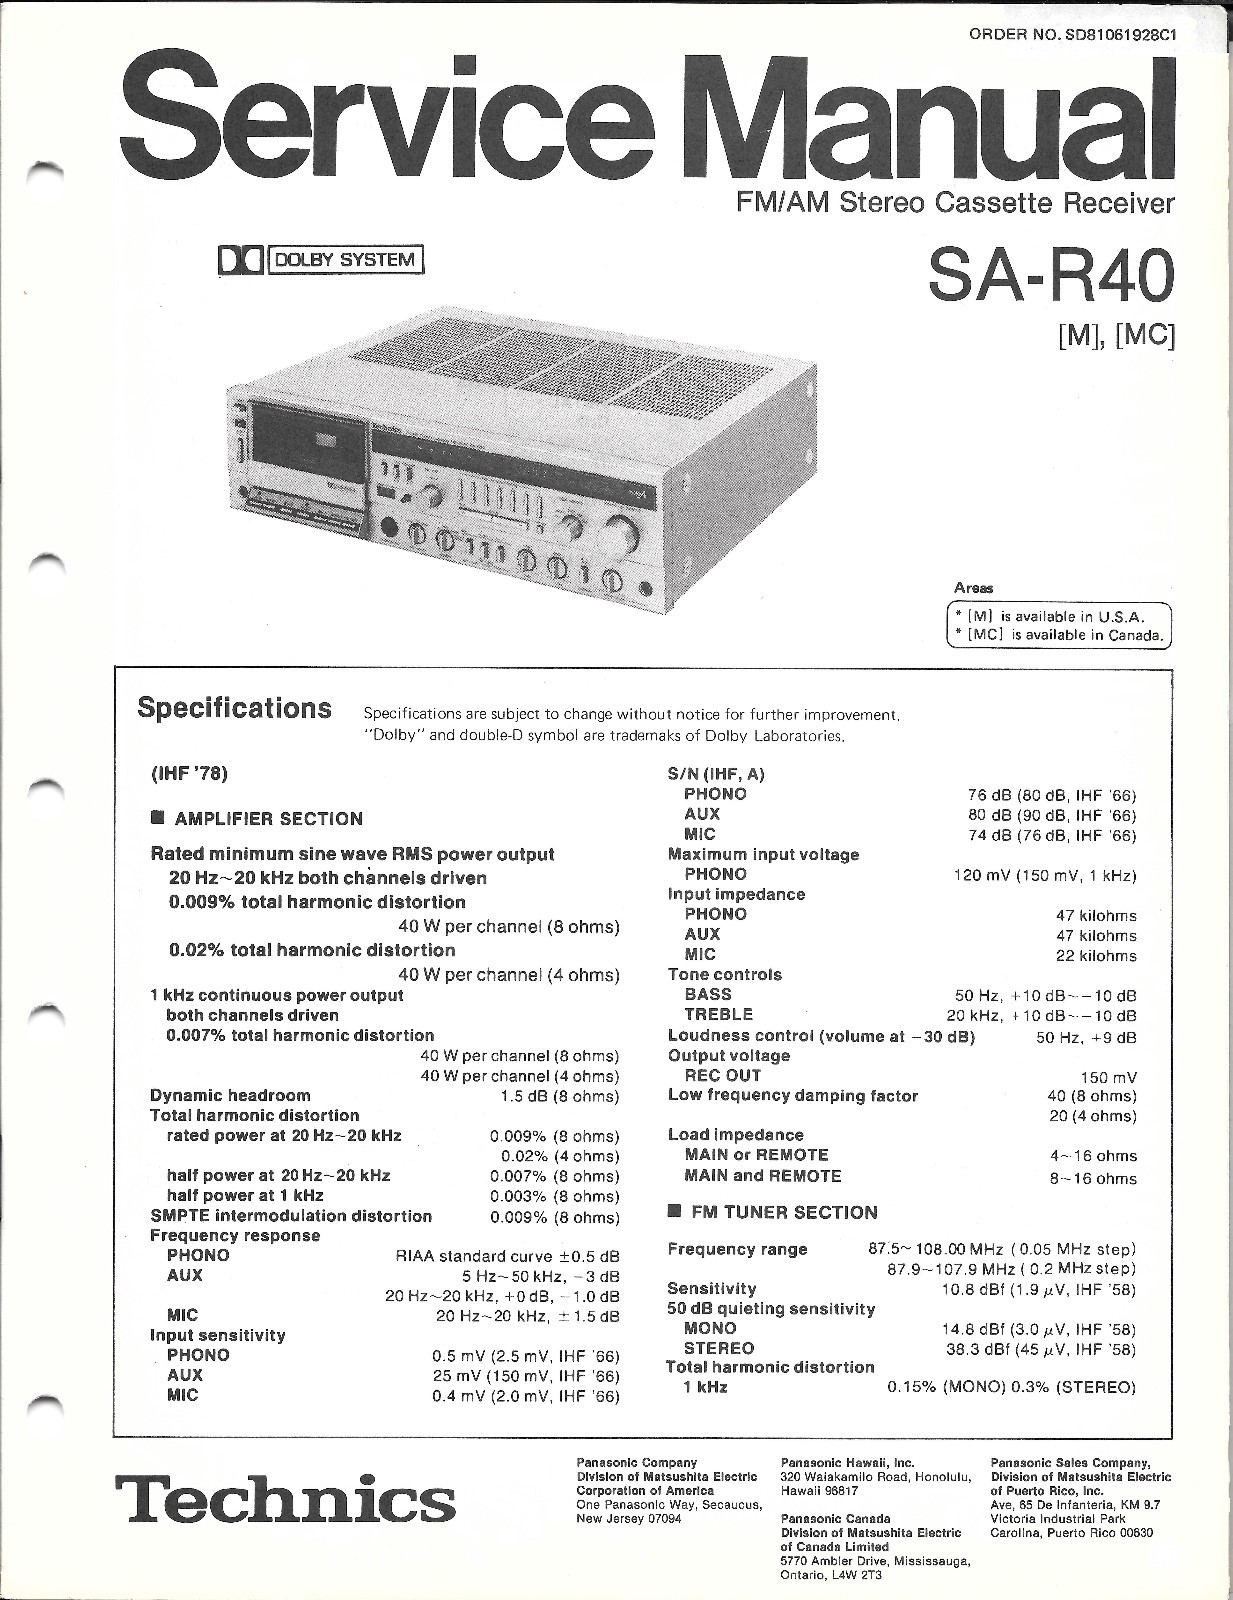 ORDER NO. SD81061928C1
Service Manual
FM/AM Stereo Cassette Receiver
DOLBY SYSTEM
SA-R40
[M], [MC]
Areas
* [M] is available in U.S.A.
* [MC] is available in Canada.
Specifications
Specifications are subject to change without notice for further improvement.
"Dolby" and double-D symbol are trademaks of Dolby Laboratories.
(IHF '78)
■ AMPLIFIER SECTION
Rated minimum sine wave RMS power output
20 Hz~20 kHz both channels driven
0.009% total harmonic distortion
40 W per channel (8 ohms)
0.02% total harmonic distortion
40 W per channel (4 ohms)
1 kHz continuous power output
both channels driven
0.007% total harmonic distortion
40 W per channel (8 ohms)
40 W per channel (4 ohms)
Dynamic headroom 1.5 dB (8 ohms)
Total harmonic distortion
rated power at 20 Hz~20 kHz 0.009% (8 ohms)
0.02% (4 ohms)
half power at 20 Hz~20 kHz 0.007% (8 ohms)
half power at 1 kHz 0.003% (8 ohms)
SMPTE intermodulation distortion 0.009% (8 ohms)
Frequency response
PHONO RIAA standard curve ±0.5 dB
AUX 5 Hz~50 kHz, −3 dB
20 Hz~20 kHz, +0 dB, −1.0 dB
MIC 20 Hz~20 kHz, ±1.5 dB
Input sensitivity
PHONO 0.5 mV (2.5 mV, IHF '66)
AUX 25 mV (150 mV, IHF '66)
MIC 0.4 mV (2.0 mV, IHF '66)
S/N (IHF, A)
PHONO 76 dB (80 dB, IHF '66)
AUX 80 dB (90 dB, IHF '66)
MIC 74 dB (76 dB, IHF '66)
Maximum input voltage
PHONO 120 mV (150 mV, 1 kHz)
Input impedance
PHONO 47 kilohms
AUX 47 kilohms
MIC 22 kilohms
Tone controls
BASS 50 Hz, +10 dB~−10 dB
TREBLE 20 kHz, +10 dB~−10 dB
Loudness control (volume at −30 dB) 50 Hz, +9 dB
Output voltage
REC OUT 150 mV
Low frequency damping factor 40 (8 ohms)
20 (4 ohms)
Load impedance
MAIN or REMOTE 4~16 ohms
MAIN and REMOTE 8~16 ohms
■ FM TUNER SECTION
Frequency range 87.5~108.00 MHz (0.05 MHz step)
87.9~107.9 MHz (0.2 MHz step)
Sensitivity 10.8 dBf (1.9 μV, IHF '58)
50 dB quieting sensitivity
MONO 14.8 dBf (3.0 μV, IHF '58)
STEREO 38.3 dBf (45 μV, IHF '58)
Total harmonic distortion
1 kHz 0.15% (MONO) 0.3% (STEREO)
Technics
Panasonic Company
Division of Matsushita Electric
Corporation of America
One Panasonic Way, Secaucus,
New Jersey 07094
Panasonic Hawaii, Inc.
320 Waiakamilo Road, Honolulu,
Hawaii 96817
Panasonic Canada
Division of Matsushita Electric
of Canada Limited
5770 Ambler Drive, Mississauga,
Ontario, L4W 2T3
Panasonic Sales Company,
Division of Matsushita Electric
of Puerto Rico, Inc.
Ave, 65 De Infanteria, KM 9.7
Victoria Industrial Park
Carolina, Puerto Rico 00630